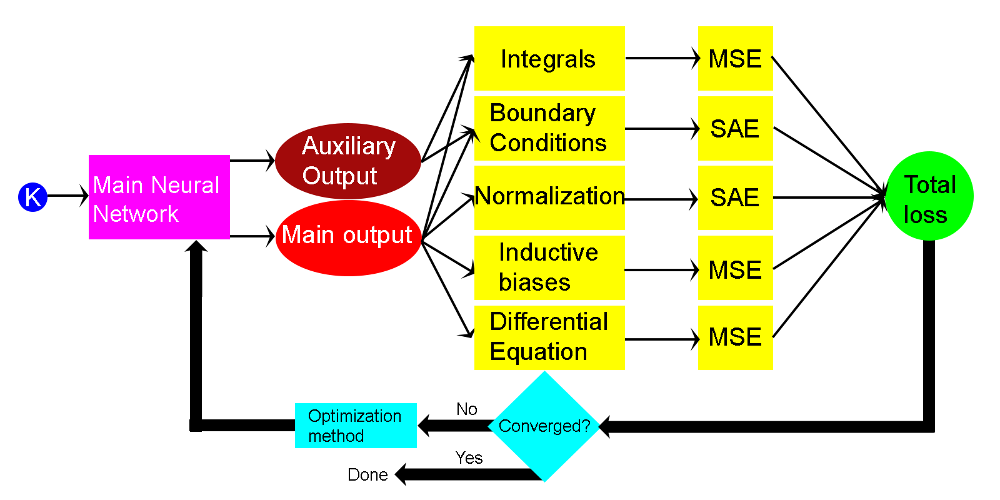 K
Main Neural
Network
Auxiliary
Output
Main output
Integrals
Boundary
Conditions
Normalization
Inductive
biases
Differential
Equation
MSE
SAE
SAE
MSE
MSE
Total
loss
Converged?
No
Optimization
method
Yes
Done